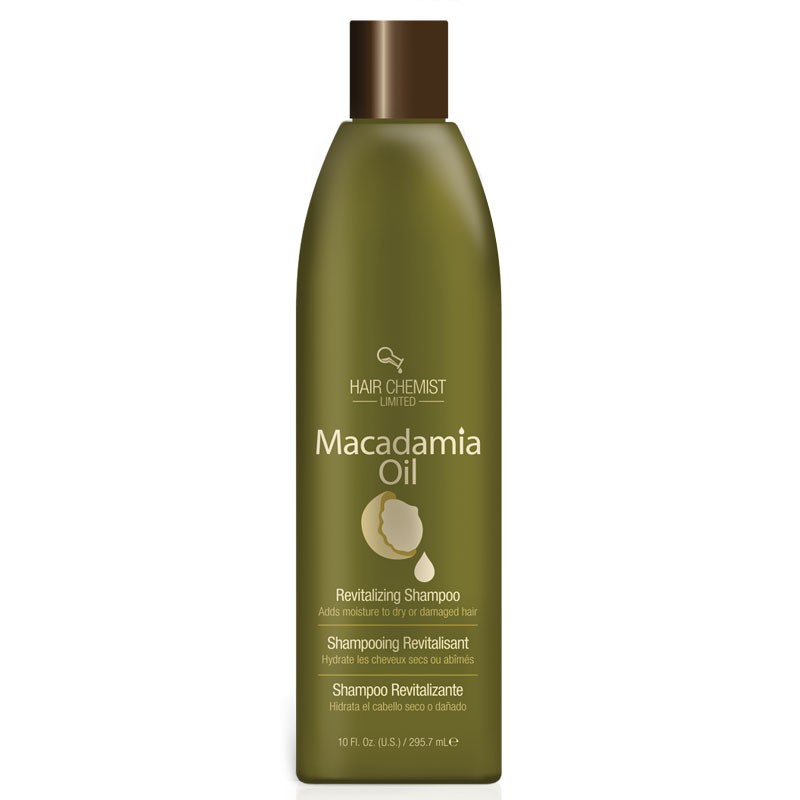 HAIR CHEMIST
LIMITED
Macadamia
Oil
Revitalizing Shampoo
Adds moisture to dry or damaged hair
Shampooing Revitalisant
Hydrate les cheveux secs ou abîmés
Shampoo Revitalizante
Hidrata el cabello seco o dañado
10 Fl. Oz. (U.S.) / 295.7 mL℮